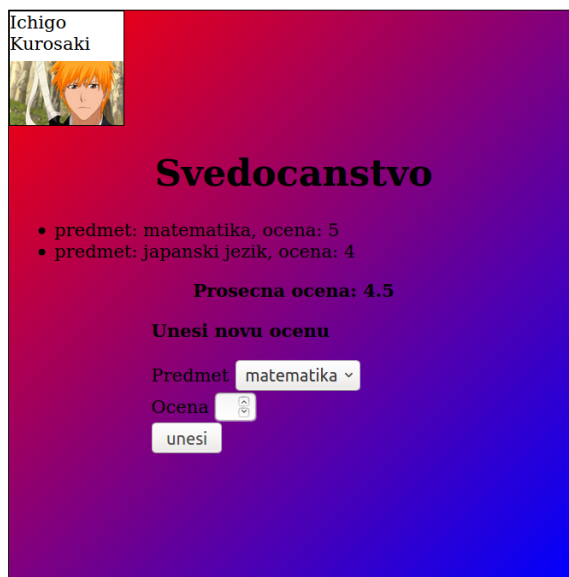 Ichigo
Kurosaki
Svedocanstvo
predmet: matematika, ocena: 5
predmet: japanski jezik, ocena: 4
Prosecna ocena: 4.5
Unesi novu ocenu
Predmet matematika
Ocena
unesi